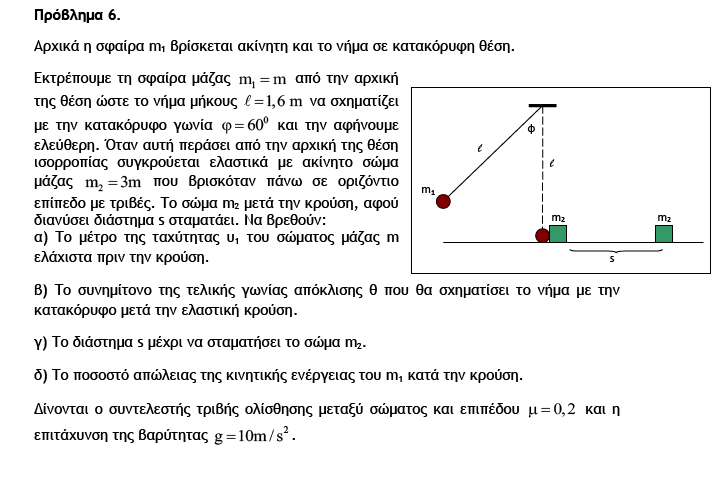 Πρόβλημα 6.
Αρχικά η σφαίρα m₁ βρίσκεται ακίνητη και το νήμα σε κατακόρυφη θέση.
Εκτρέπουμε τη σφαίρα μάζας m₁ = m από την αρχική
της θέση ώστε το νήμα μήκους ℓ = 1,6 m να σχηματίζει
με την κατακόρυφο γωνία φ = 60⁰ και την αφήνουμε
ελεύθερη. Όταν αυτή περάσει από την αρχική της θέση
ισορροπίας συγκρούεται ελαστικά με ακίνητο σώμα
μάζας m₂ = 3m που βρισκόταν πάνω σε οριζόντιο
επίπεδο με τριβές. Το σώμα m₂ μετά την κρούση, αφού
διανύσει διάστημα s σταματάει. Να βρεθούν:
α) Το μέτρο της ταχύτητας υ₁ του σώματος μάζας m
ελάχιστα πριν την κρούση.
φ
ℓ
ℓ
m₁
m₂
m₂
s
β) Το συνημίτονο της τελικής γωνίας απόκλισης θ που θα σχηματίσει το νήμα με την
κατακόρυφο μετά την ελαστική κρούση.
γ) Το διάστημα s μέχρι να σταματήσει το σώμα m₂.
δ) Το ποσοστό απώλειας της κινητικής ενέργειας του m₁ κατά την κρούση.
Δίνονται ο συντελεστής τριβής ολίσθησης μεταξύ σώματος και επιπέδου μ = 0,2 και η
επιτάχυνση της βαρύτητας g = 10m / s².